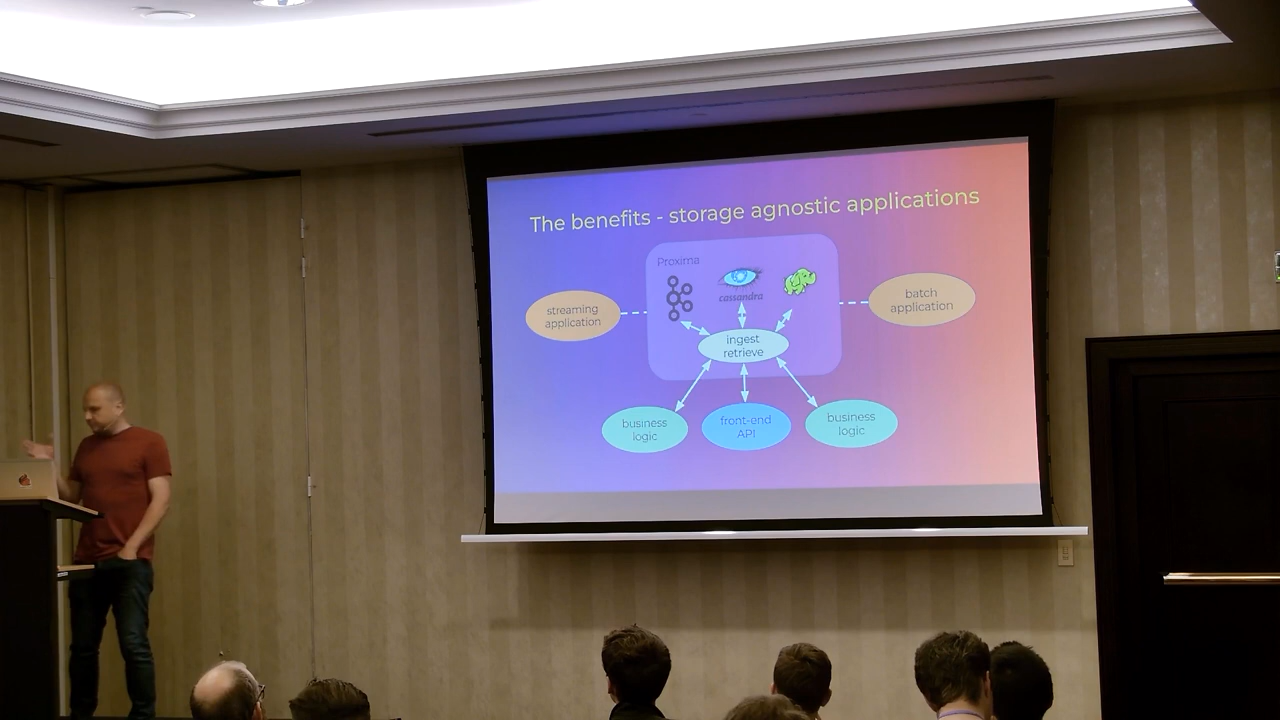 The benefits - storage agnostic applications
Proxima
cassandra
streaming
application
batch
application
ingest
retrieve
business
logic
front-end
API
business
logic